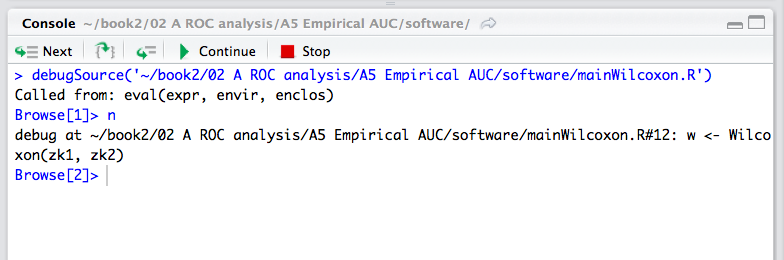 Console ~/book2/02 A ROC analysis/A5 Empirical AUC/software/
Next Continue Stop
> debugSource('~/book2/02 A ROC analysis/A5 Empirical AUC/software/mainWilcoxon.R')
Called from: eval(expr, envir, enclos)
Browse[1]> n
debug at ~/book2/02 A ROC analysis/A5 Empirical AUC/software/mainWilcoxon.R#12: w <- Wilco
xon(zk1, zk2)
Browse[2]>